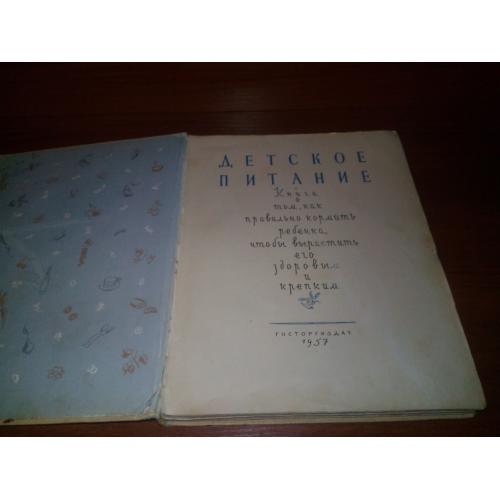 ДЕТСКОЕ
ПИТАНИЕ
Книга
о
том, как
правильно кормить
ребенка,
чтобы вырастить
его
здоровым
и
крепким
ГОСТОРГИЗДАТ
1957